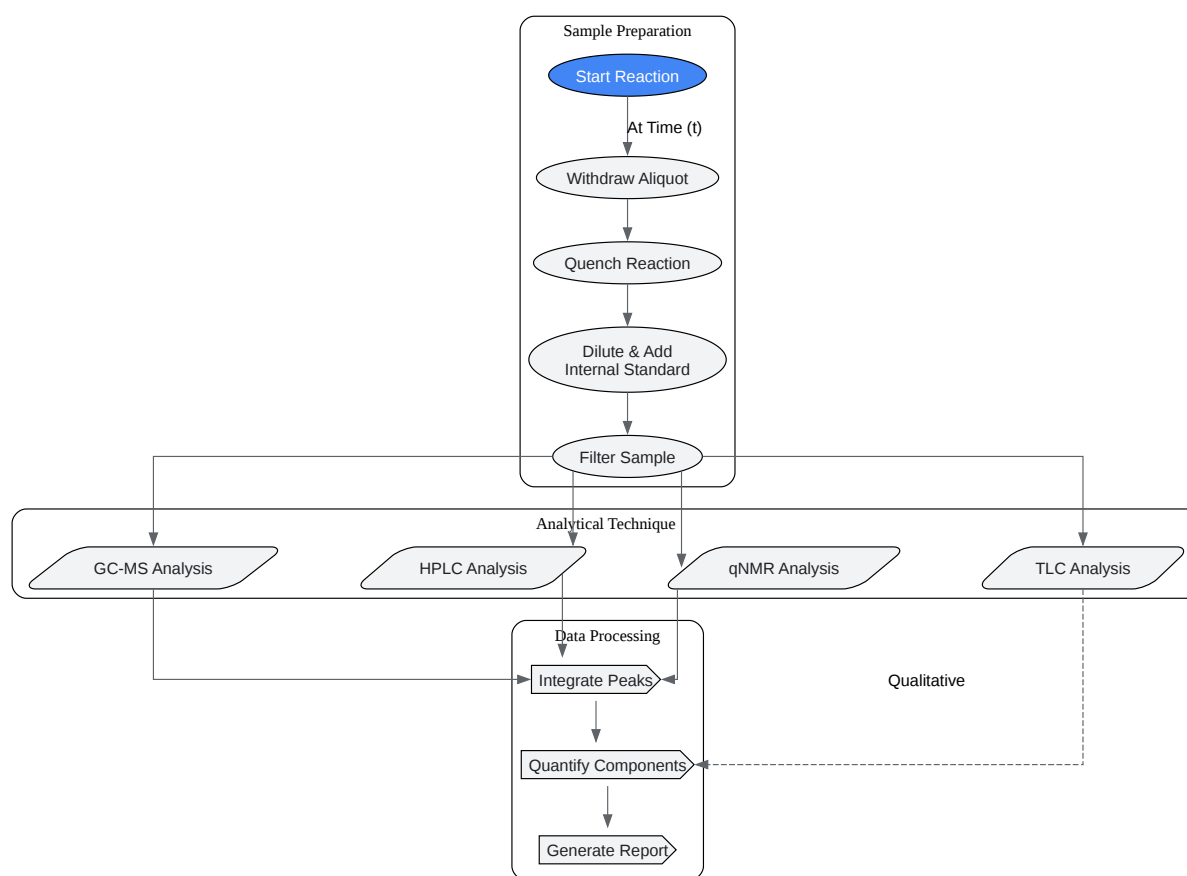 Sample Preparation
Start Reaction
At Time (t)
Withdraw Aliquot
Quench Reaction
Dilute & Add
Internal Standard
Filter Sample
Analytical Technique
GC-MS Analysis
HPLC Analysis
qNMR Analysis
TLC Analysis
Data Processing
Integrate Peaks
Qualitative
Quantify Components
Generate Report